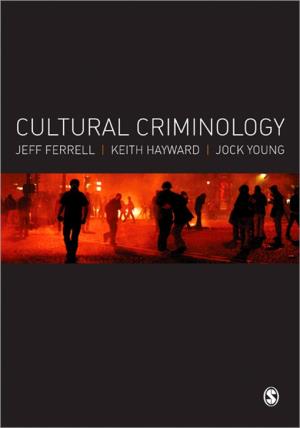 CULTURAL CRIMINOLOGY
JEFF FERRELL | KEITH HAYWARD | JOCK YOUNG
S